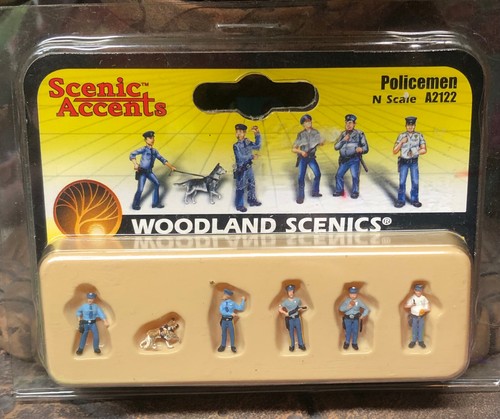 Scenic™
Accents
Policemen
N Scale A2122
WOODLAND SCENICS®